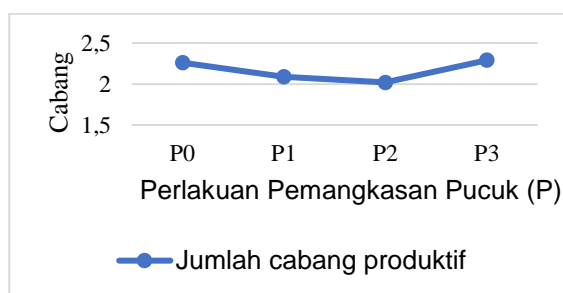 Cabang
2,5
2
1,5
P0 P1 P2 P3
Perlakuan Pemangkasan Pucuk (P)
Jumlah cabang produktif